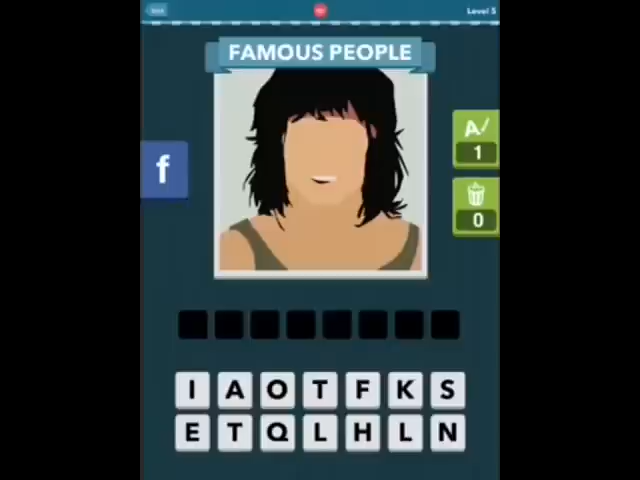 Level 5
FAMOUS PEOPLE
f
A
1
0
I A O T F K S
E T Q L H L N